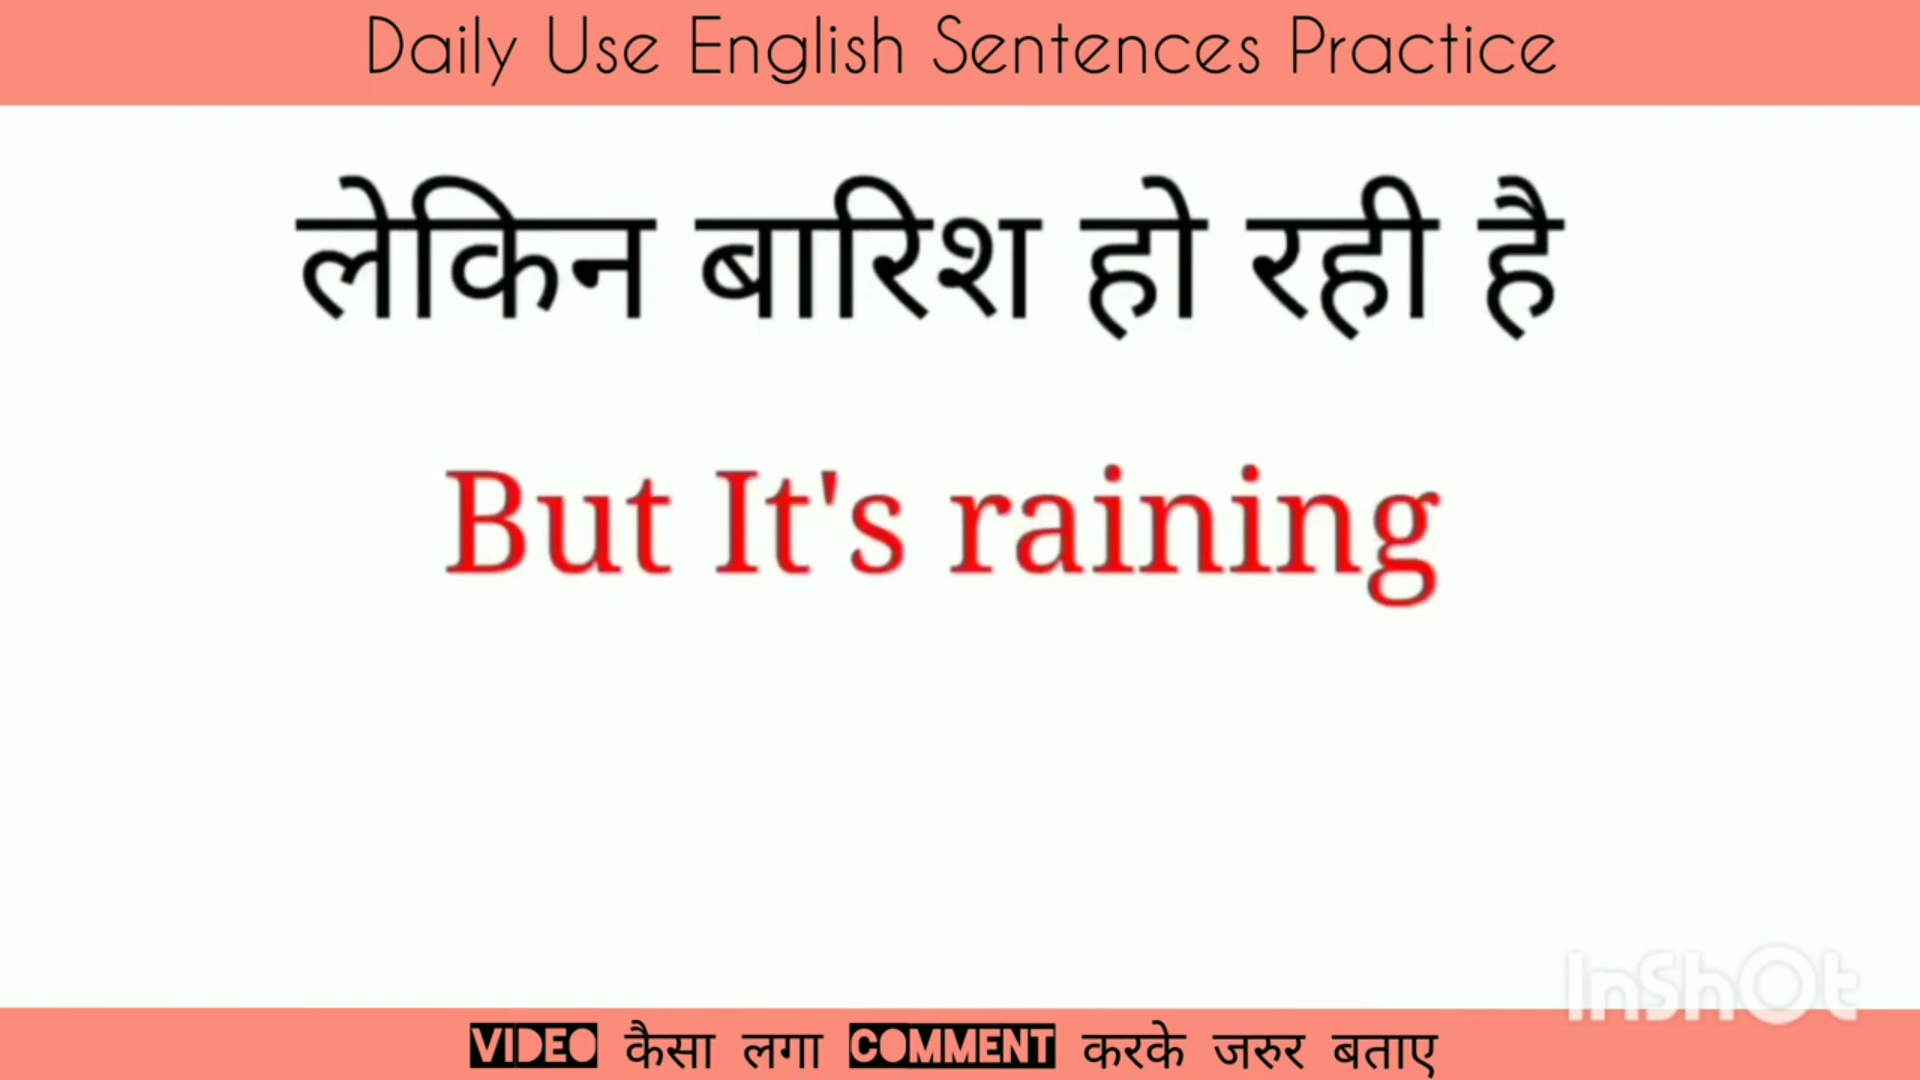 Daily Use English Sentences Practice
लेकिन बारिश हो रही है
But It's raining
InShOt
VIDEO कैसा लगा COMMENT करके जरुर बताए